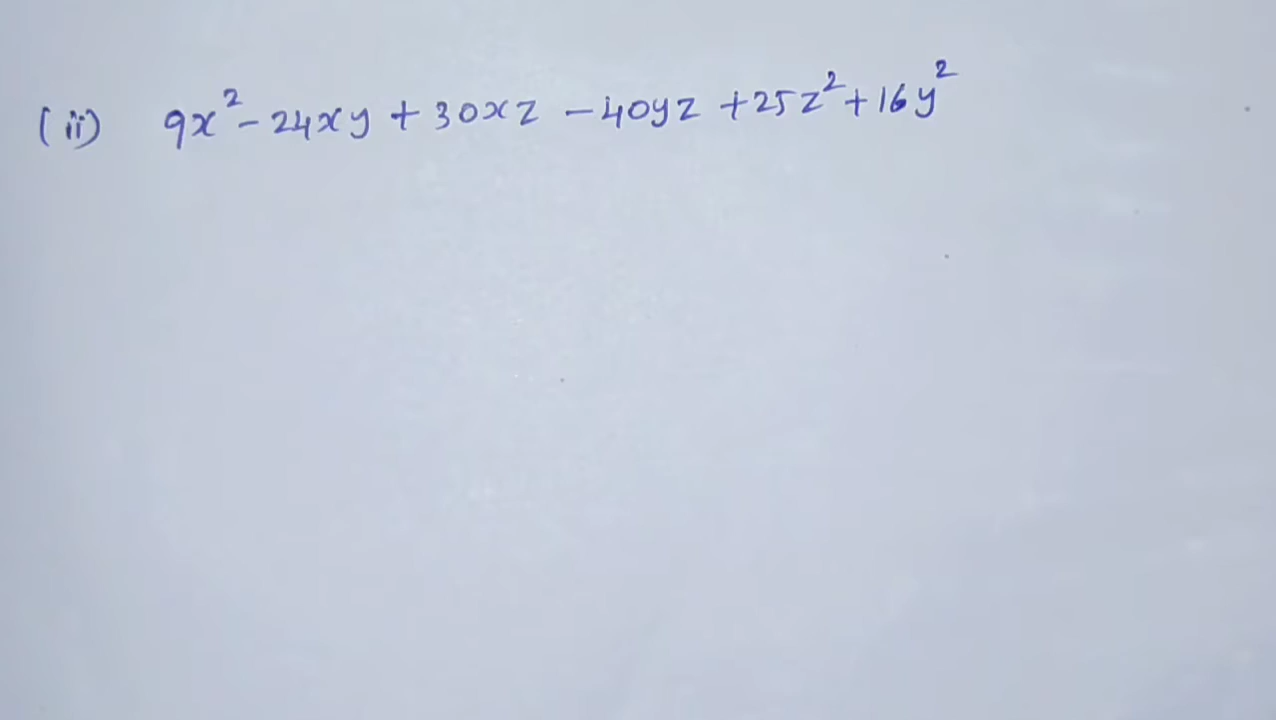 (ii) 9x² - 24xy + 30xz - 40yz + 25z² + 16y²